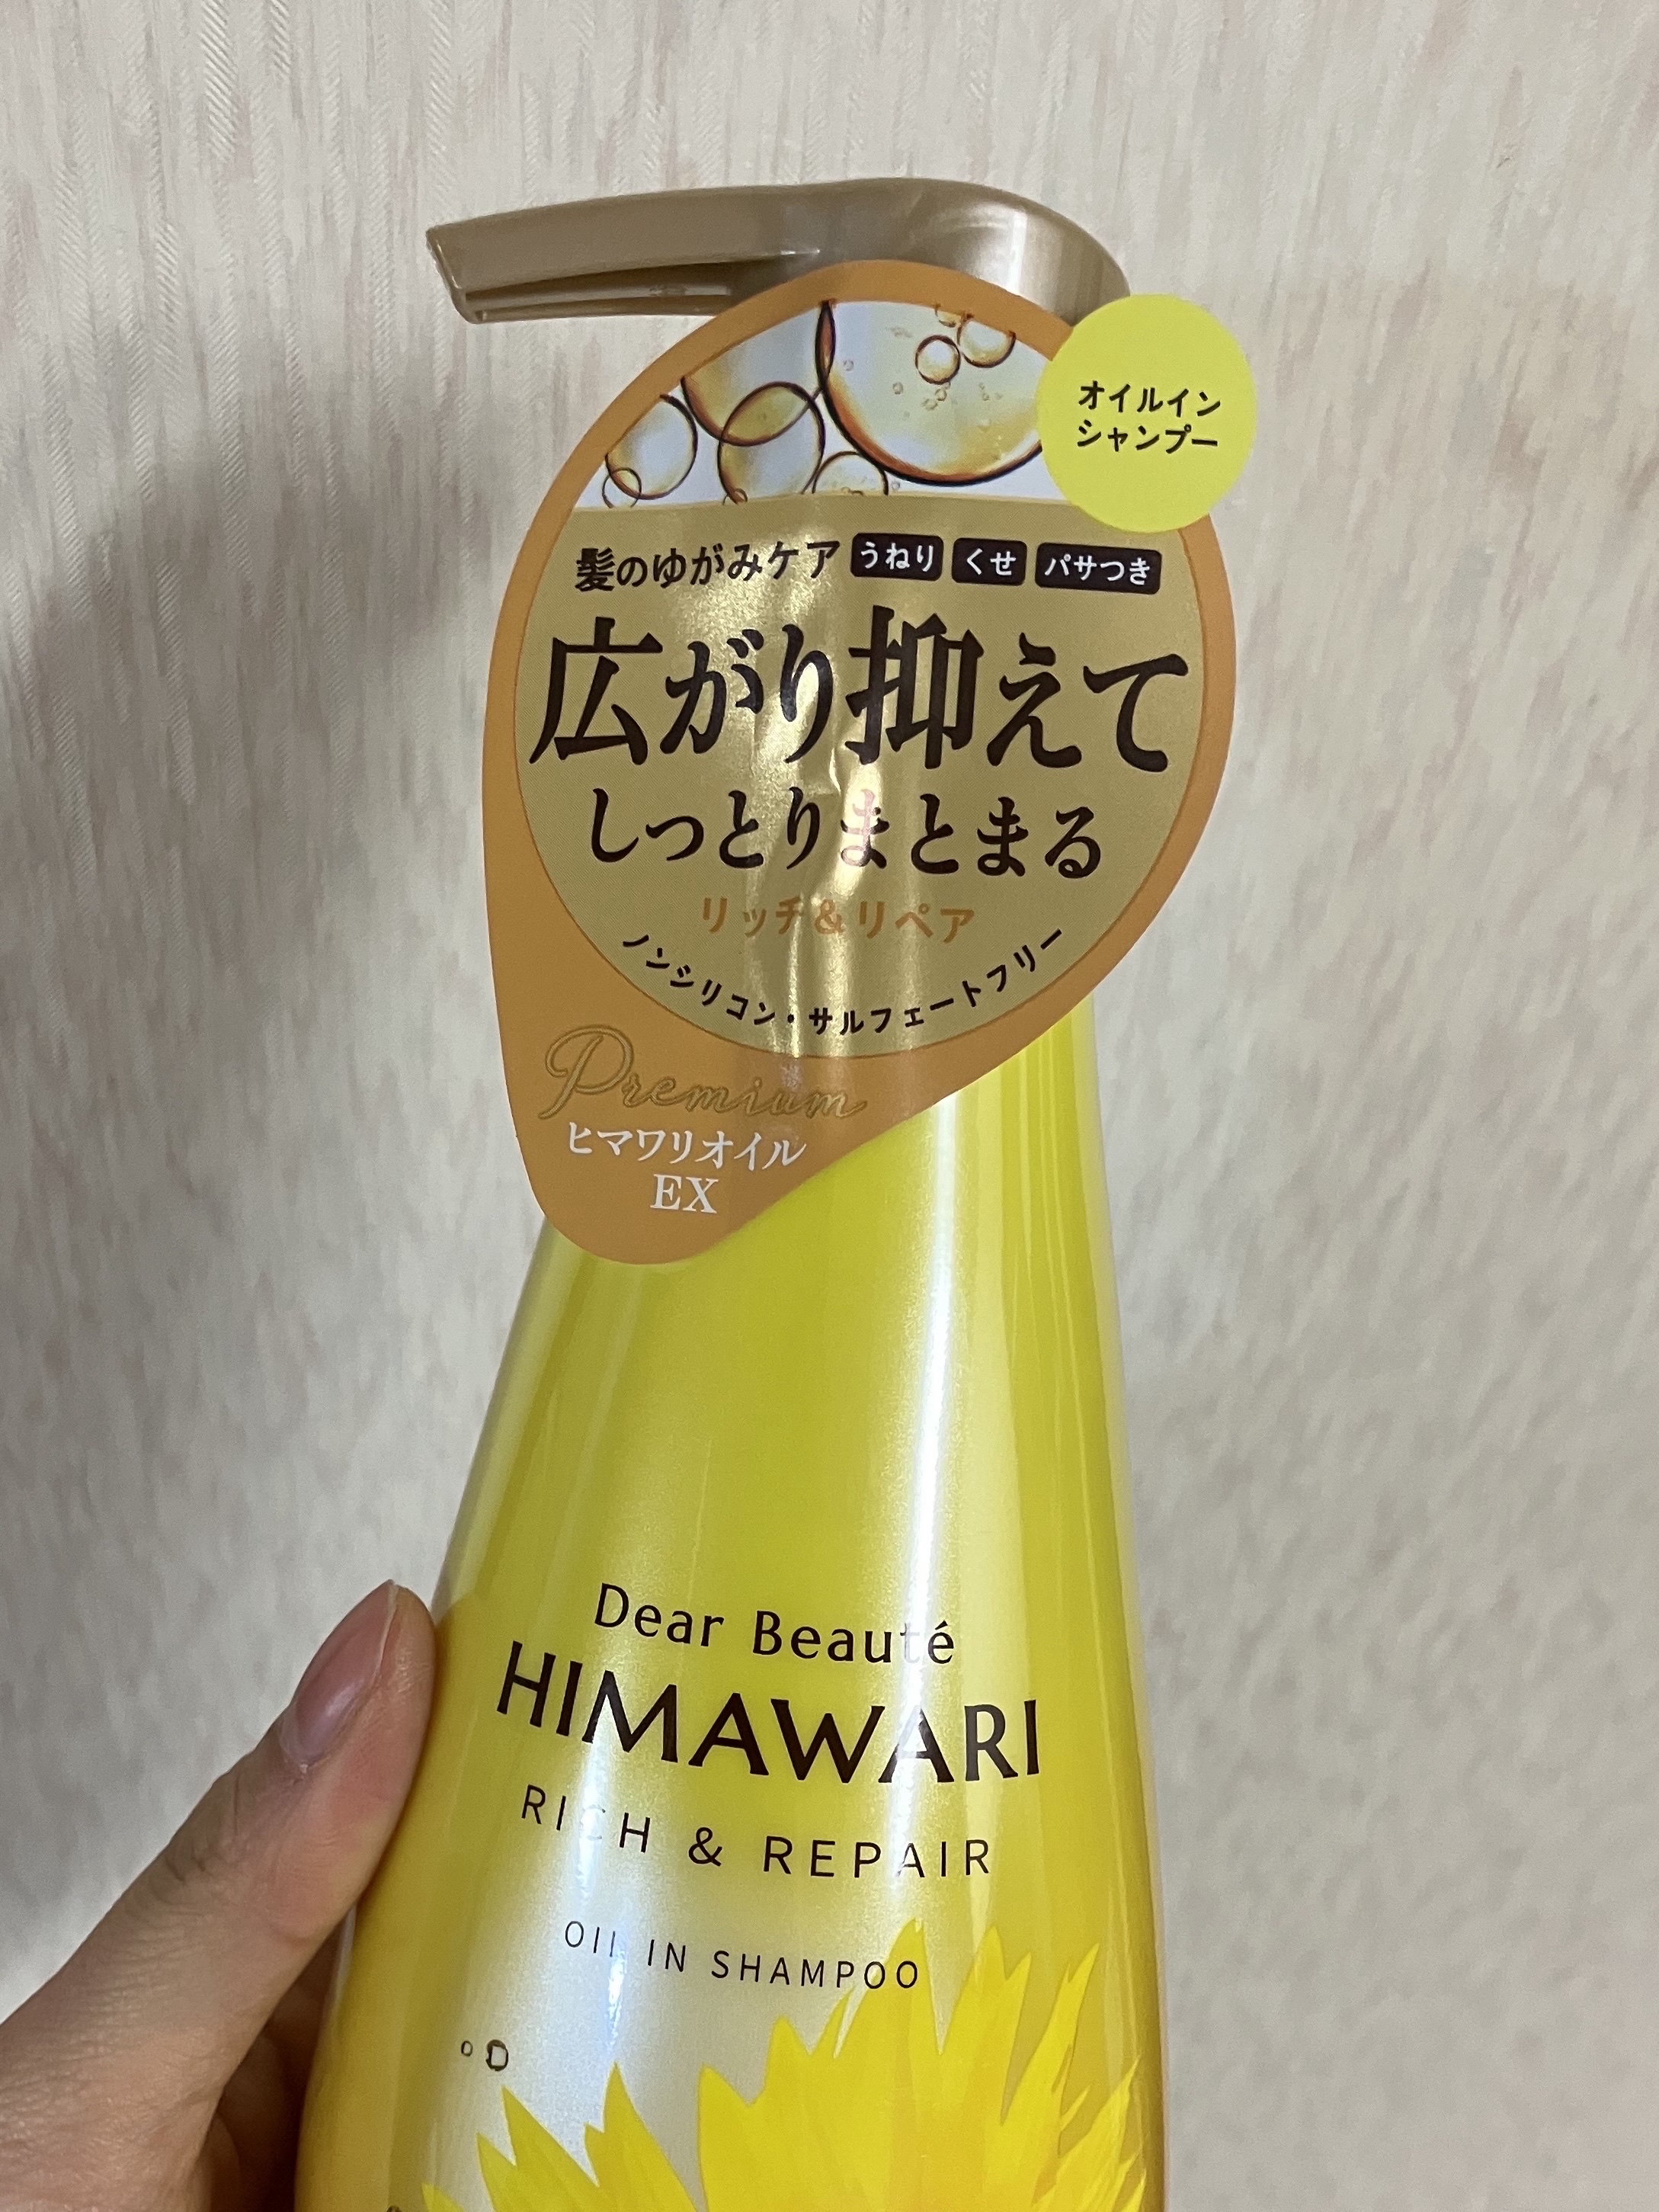 オイルイン
シャンプー
髪のゆがみケア うねり くせ パサつき
広がり抑えて
しっとりまとまる
リッチ&リペア
ノンシリコン・サルフェートフリー
Premium
ヒマワリオイル
EX
Dear Beauté
HIMAWARI
RICH & REPAIR
OIL IN SHAMPOO